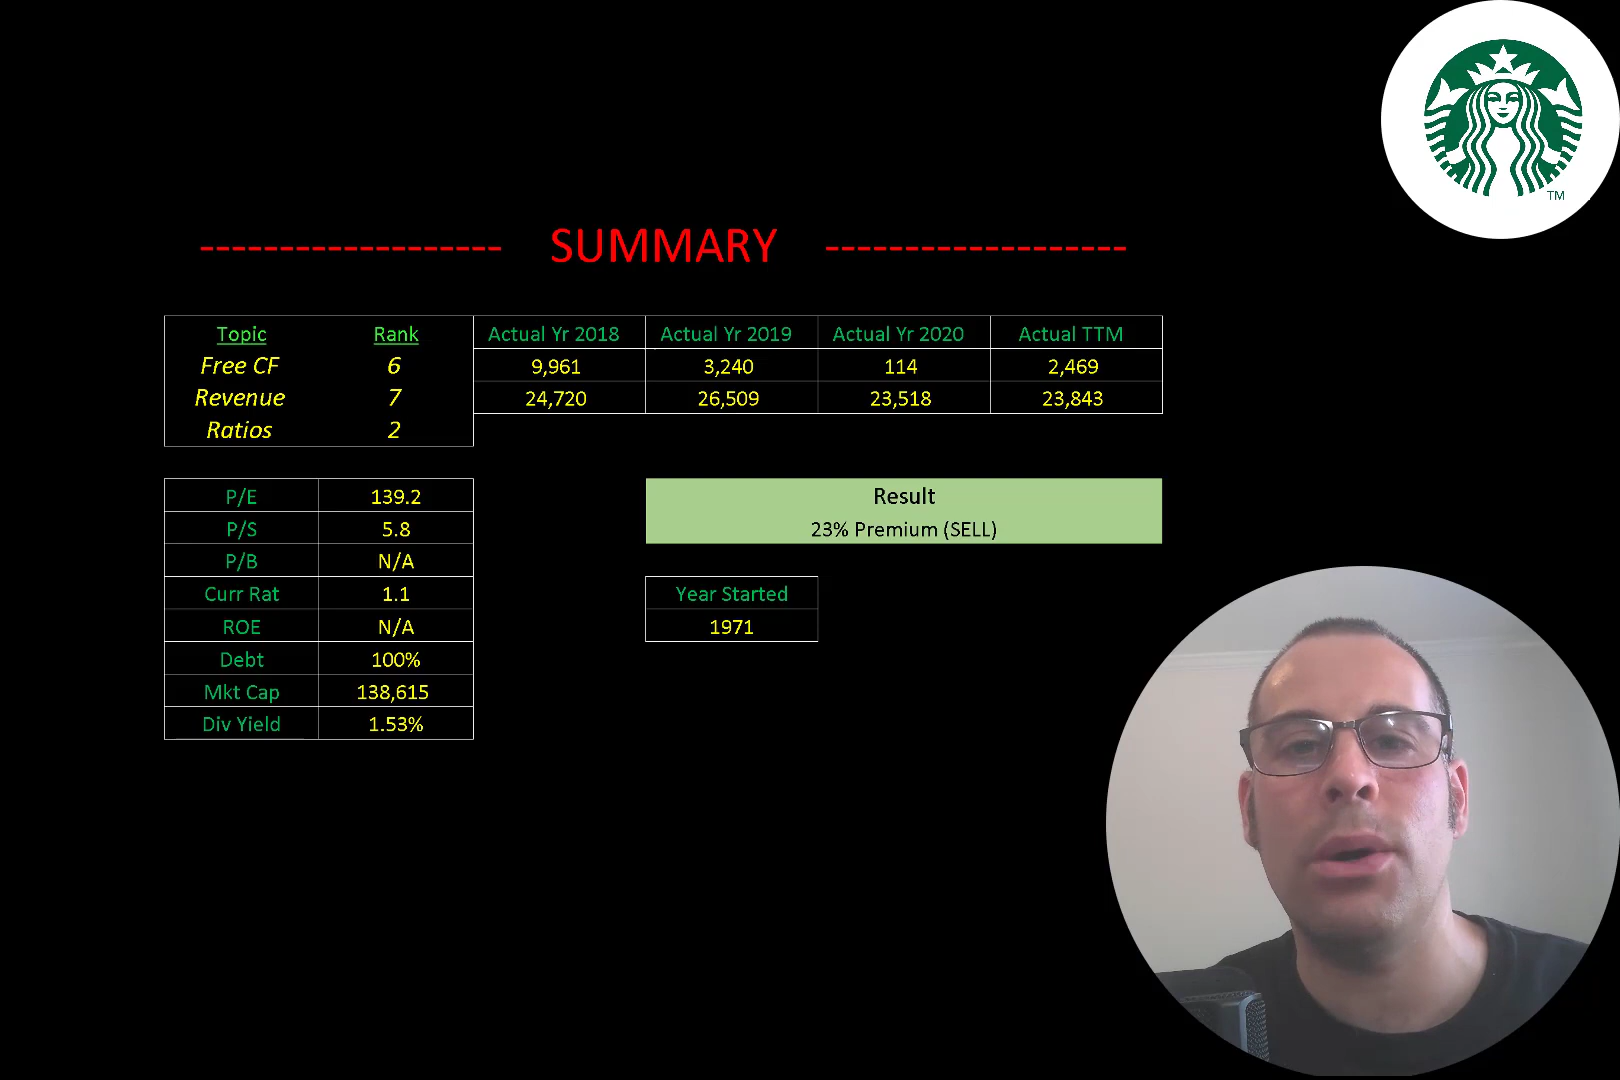 ------------------- SUMMARY -------------------
Topic Rank Actual Yr 2018 Actual Yr 2019 Actual Yr 2020 Actual TTM
Free CF 6 9,961 3,240 114 2,469
Revenue 7 24,720 26,509 23,518 23,843
Ratios 2
P/E 139.2
P/S 5.8
P/B N/A
Curr Rat 1.1
ROE N/A
Debt 100%
Mkt Cap 138,615
Div Yield 1.53%
Result
23% Premium (SELL)
Year Started
1971
TM